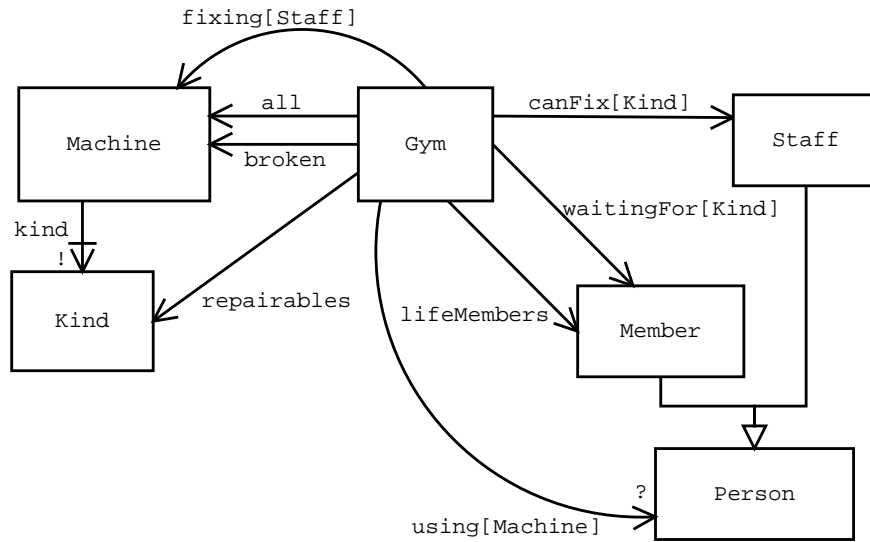 fixing[Staff]
all
canFix[Kind]
Machine
Gym
Staff
broken
waitingFor[Kind]
kind
!
repairables
lifeMembers
Kind
Member
?
Person
using[Machine]